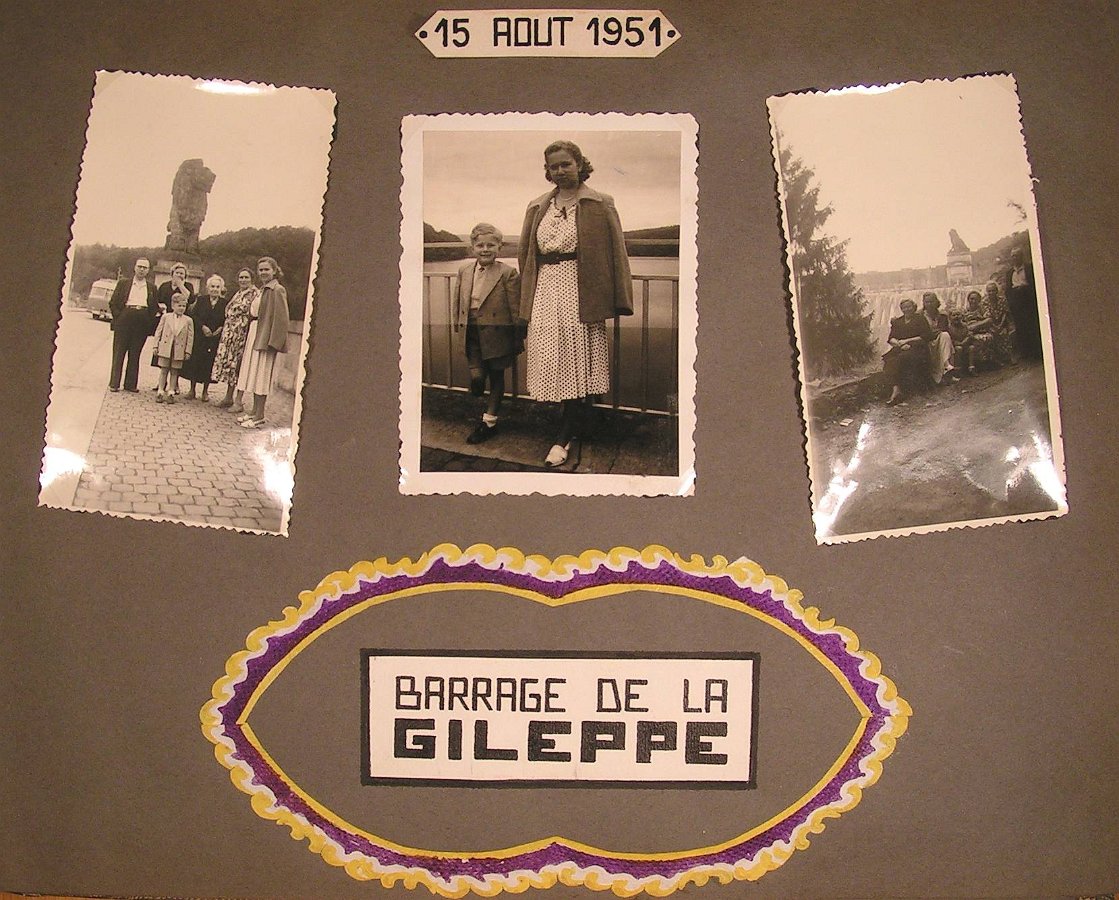 15 AOUT 1951
BARRAGE DE LA
GILEPPE